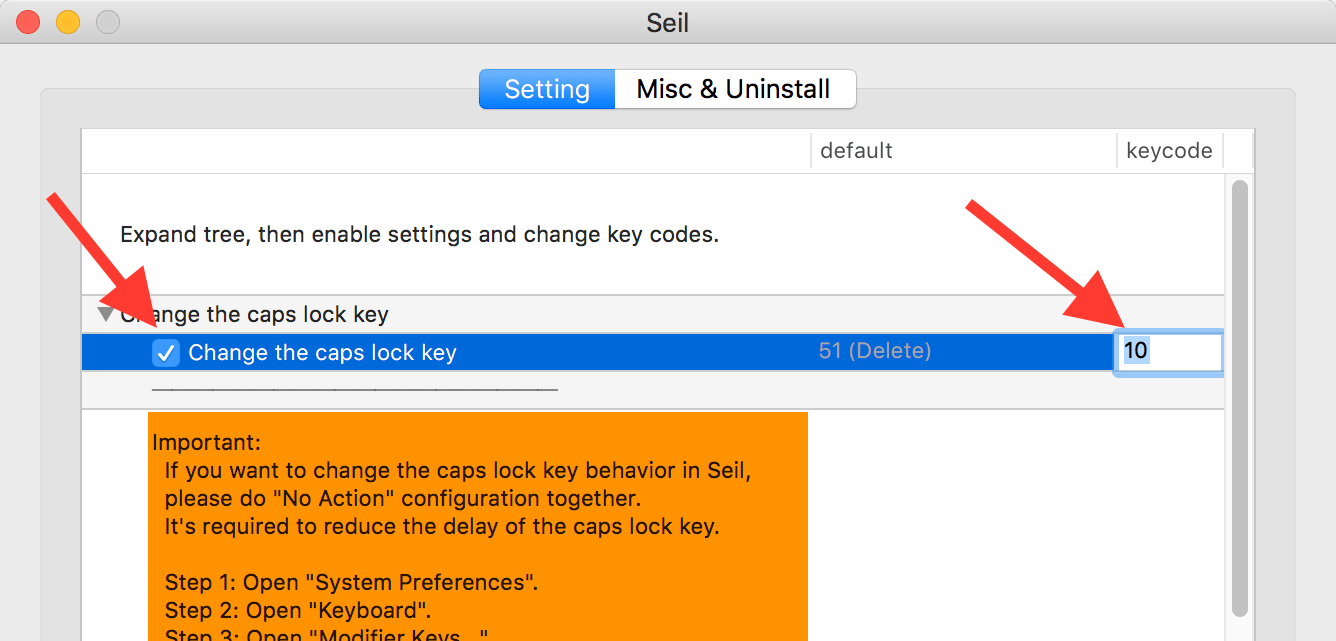 Seil
Setting
Misc & Uninstall
default
keycode
Expand tree, then enable settings and change key codes.
Change the caps lock key
Change the caps lock key
51 (Delete)
10
Important:
If you want to change the caps lock key behavior in Seil,
please do "No Action" configuration together.
It's required to reduce the delay of the caps lock key.
Step 1: Open "System Preferences".
Step 2: Open "Keyboard".
Step 3: Open "Modifier Keys..."